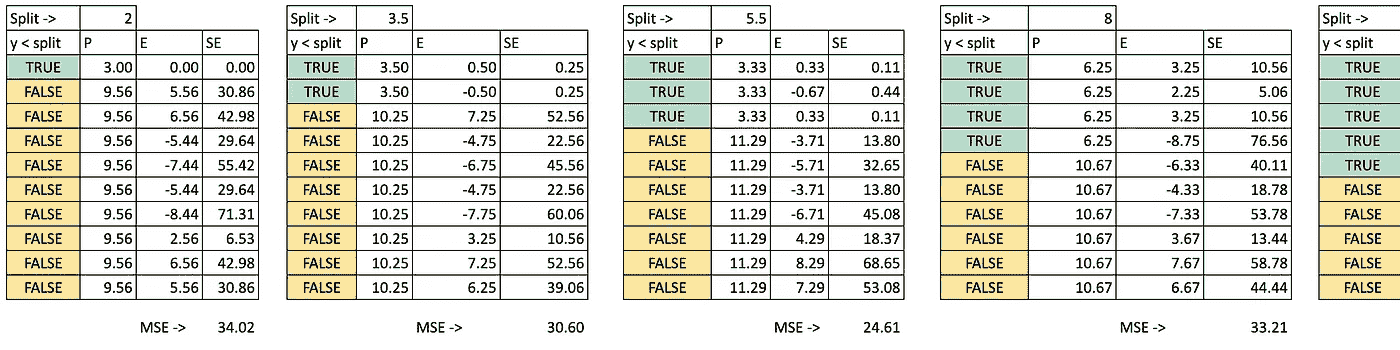 Split -> 2 Split -> 3.5 Split -> 5.5 Split -> 8 Split ->
y < split P E SE y < split P E SE y < split P E SE y < split P E SE y < split
TRUE 3.00 0.00 0.00 TRUE 3.50 0.50 0.25 TRUE 3.33 0.33 0.11 TRUE 6.25 3.25 10.56 TRUE
FALSE 9.56 5.56 30.86 TRUE 3.50 -0.50 0.25 TRUE 3.33 -0.67 0.44 TRUE 6.25 2.25 5.06 TRUE
FALSE 9.56 6.56 42.98 FALSE 10.25 7.25 52.56 TRUE 3.33 0.33 0.11 TRUE 6.25 3.25 10.56 TRUE
FALSE 9.56 -5.44 29.64 FALSE 10.25 -4.75 22.56 FALSE 11.29 -3.71 13.80 TRUE 6.25 -8.75 76.56 TRUE
FALSE 9.56 -7.44 55.42 FALSE 10.25 -6.75 45.56 FALSE 11.29 -5.71 32.65 FALSE 10.67 -6.33 40.11 TRUE
FALSE 9.56 -5.44 29.64 FALSE 10.25 -4.75 22.56 FALSE 11.29 -3.71 13.80 FALSE 10.67 -4.33 18.78 FALSE
FALSE 9.56 -8.44 71.31 FALSE 10.25 -7.75 60.06 FALSE 11.29 -6.71 45.08 FALSE 10.67 -7.33 53.78 FALSE
FALSE 9.56 2.56 6.53 FALSE 10.25 3.25 10.56 FALSE 11.29 4.29 18.37 FALSE 10.67 3.67 13.44 FALSE
FALSE 9.56 6.56 42.98 FALSE 10.25 7.25 52.56 FALSE 11.29 8.29 68.65 FALSE 10.67 7.67 58.78 FALSE
FALSE 9.56 5.56 30.86 FALSE 10.25 6.25 39.06 FALSE 11.29 7.29 53.08 FALSE 10.67 6.67 44.44 FALSE
MSE -> 34.02 MSE -> 30.60 MSE -> 24.61 MSE -> 33.21